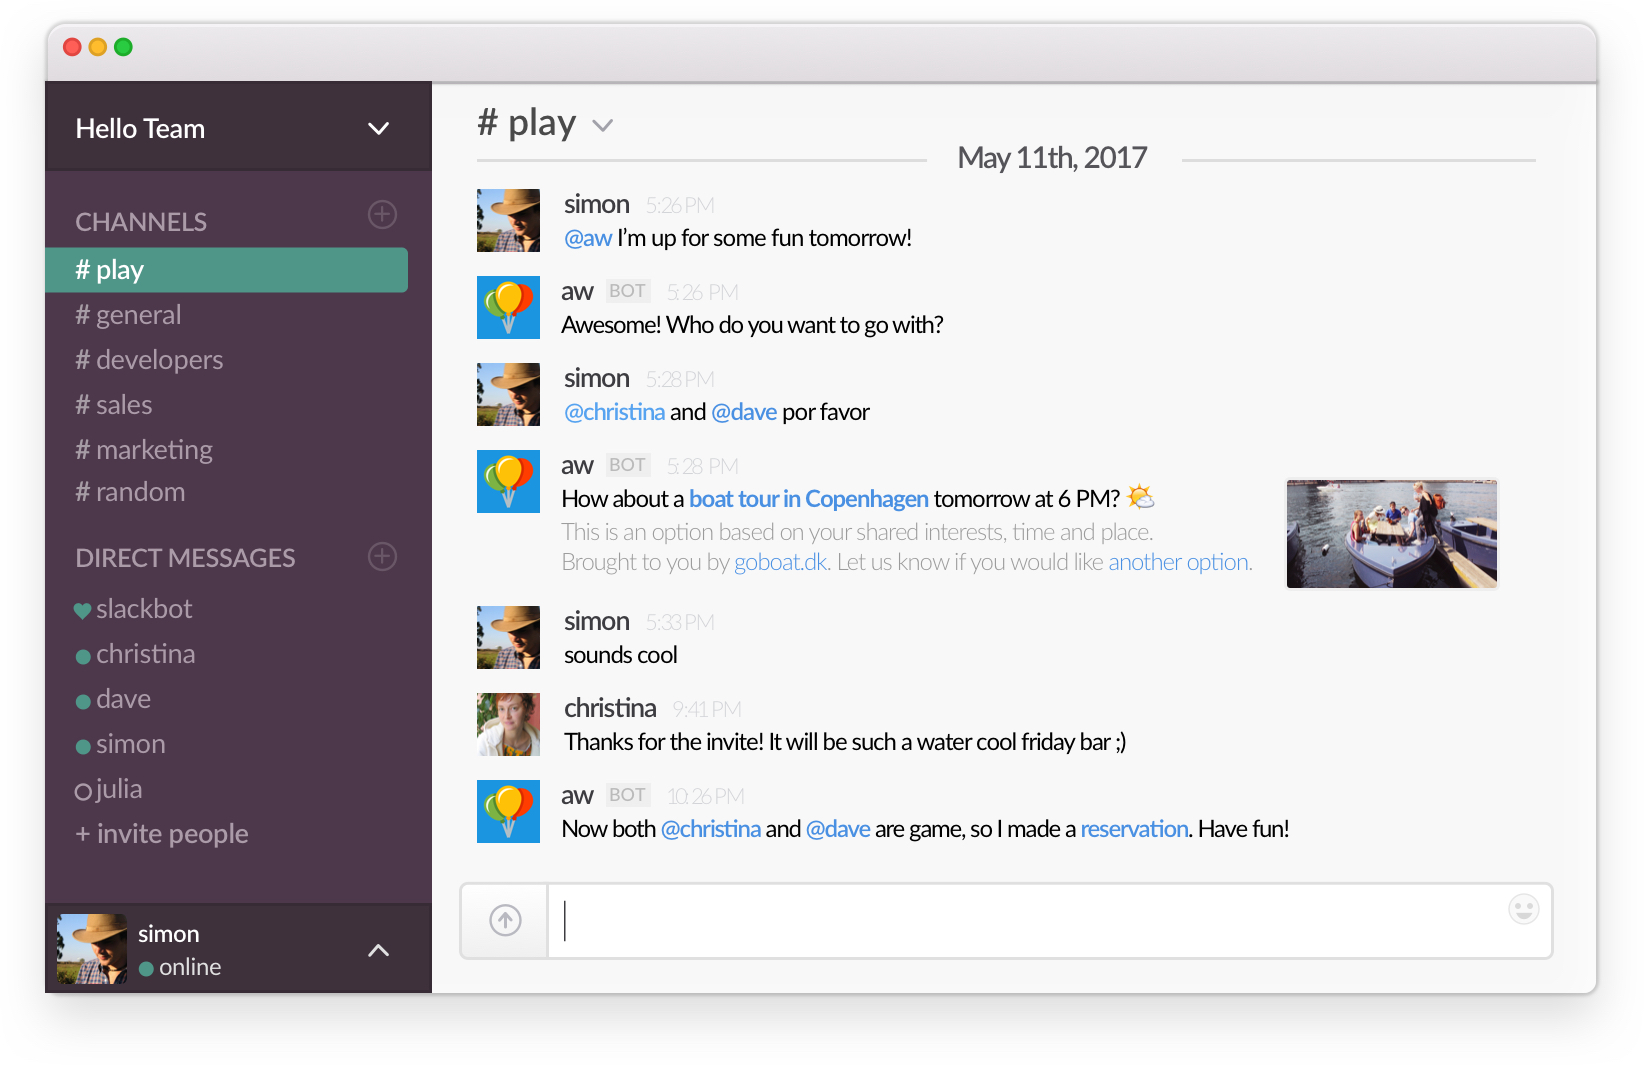 Hello Team
CHANNELS
# play
# general
# developers
# sales
# marketing
# random
DIRECT MESSAGES
slackbot
christina
dave
simon
julia
+ invite people
simon
online
# play
May 11th, 2017
simon 5:26 PM
@aw I’m up for some fun tomorrow!
aw BOT 5:26 PM
Awesome! Who do you want to go with?
simon 5:28 PM
@christina and @dave por favor
aw BOT 5:28 PM
How about a boat tour in Copenhagen tomorrow at 6 PM? 🌤
This is an option based on your shared interests, time and place.
Brought to you by goboat.dk. Let us know if you would like another option.
simon 5:33 PM
sounds cool
christina 9:41 PM
Thanks for the invite! It will be such a water cool friday bar ;)
aw BOT 10:26 PM
Now both @christina and @dave are game, so I made a reservation. Have fun!